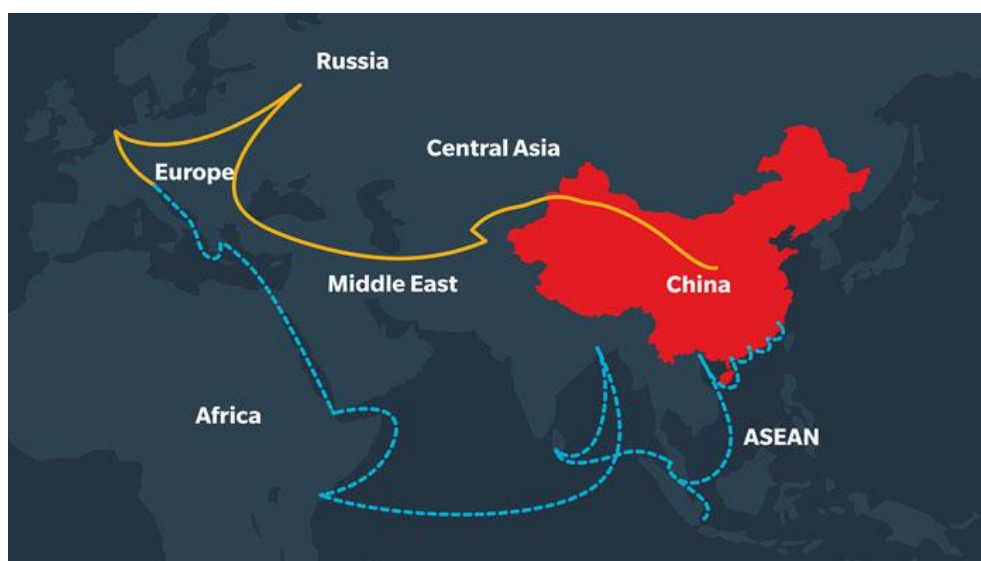 Russia
Central Asia
Europe
Middle East
China
Africa
ASEAN